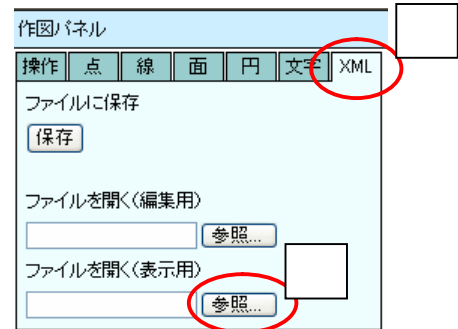 作図パネル
操作 点 線 面 円 文字 XML
ファイルに保存
保存
ファイルを開く(編集用)
参照...
ファイルを開く(表示用)
参照...